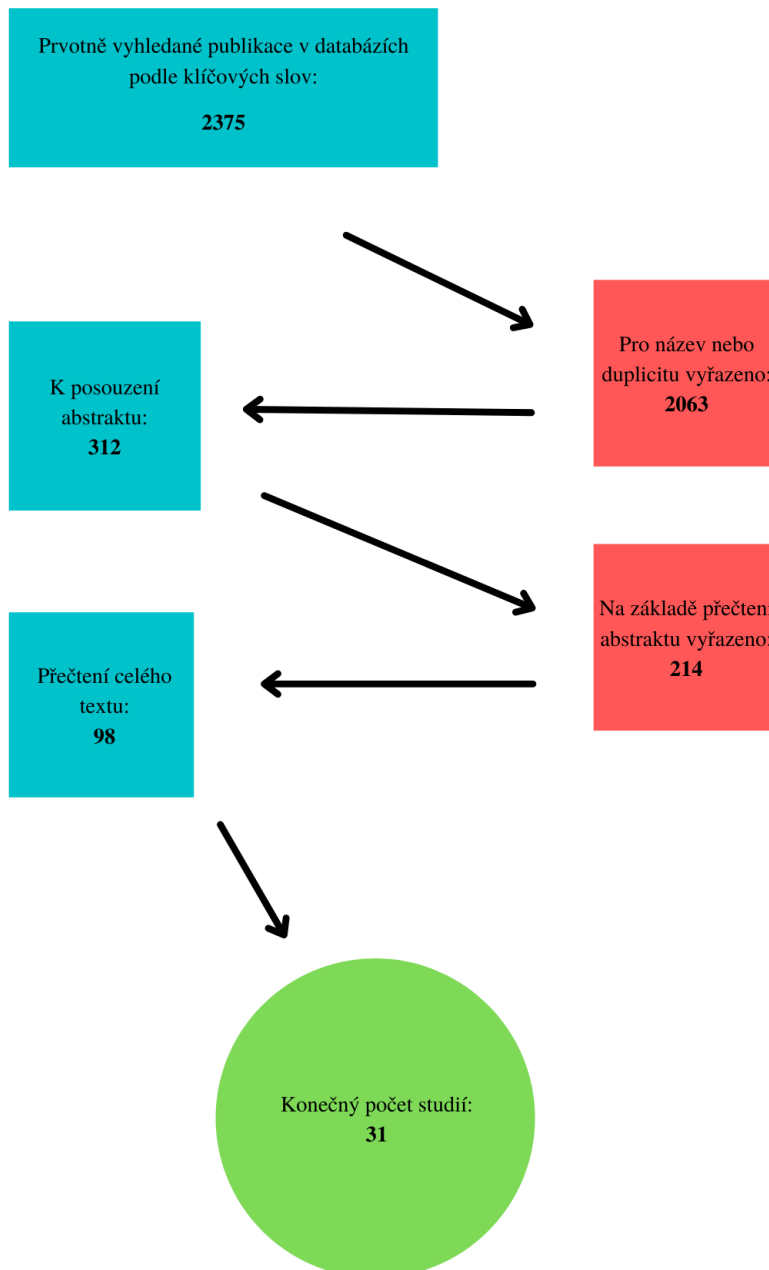 Prvotně vyhledané publikace v databázích
podle klíčových slov:
2375
Pro název nebo
duplicitu vyřazeno:
2063
K posouzení
abstraktu:
312
Na základě přečtení
abstraktu vyřazeno:
214
Přečtení celého
textu:
98
Konečný počet studií:
31